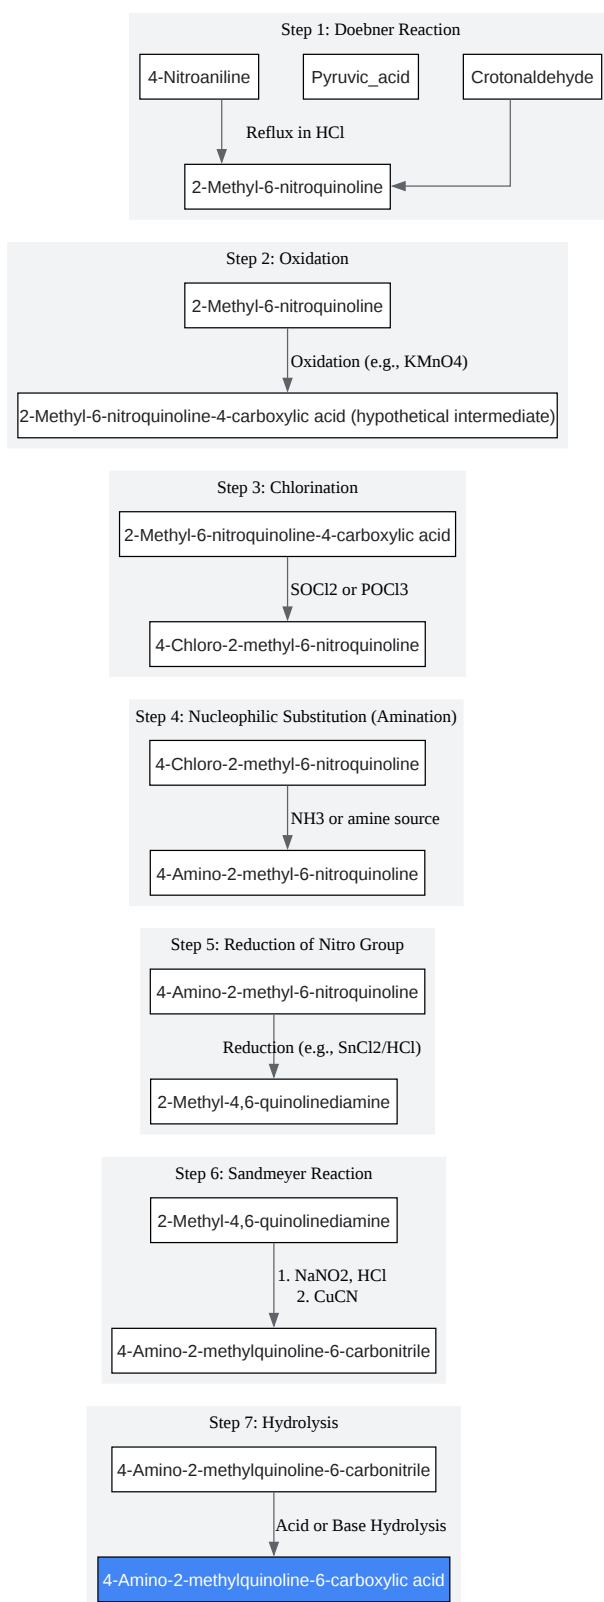 Step 1: Doebner Reaction
4-Nitroaniline
Pyruvic_acid
Crotonaldehyde
Reflux in HCl
2-Methyl-6-nitroquinoline
Step 2: Oxidation
2-Methyl-6-nitroquinoline
Oxidation (e.g., KMnO4)
2-Methyl-6-nitroquinoline-4-carboxylic acid (hypothetical intermediate)
Step 3: Chlorination
2-Methyl-6-nitroquinoline-4-carboxylic acid
SOCl2 or POCl3
4-Chloro-2-methyl-6-nitroquinoline
Step 4: Nucleophilic Substitution (Amination)
4-Chloro-2-methyl-6-nitroquinoline
NH3 or amine source
4-Amino-2-methyl-6-nitroquinoline
Step 5: Reduction of Nitro Group
4-Amino-2-methyl-6-nitroquinoline
Reduction (e.g., SnCl2/HCl)
2-Methyl-4,6-quinolinediamine
Step 6: Sandmeyer Reaction
2-Methyl-4,6-quinolinediamine
1. NaNO2, HCl
2. CuCN
4-Amino-2-methylquinoline-6-carbonitrile
Step 7: Hydrolysis
4-Amino-2-methylquinoline-6-carbonitrile
Acid or Base Hydrolysis
4-Amino-2-methylquinoline-6-carboxylic acid